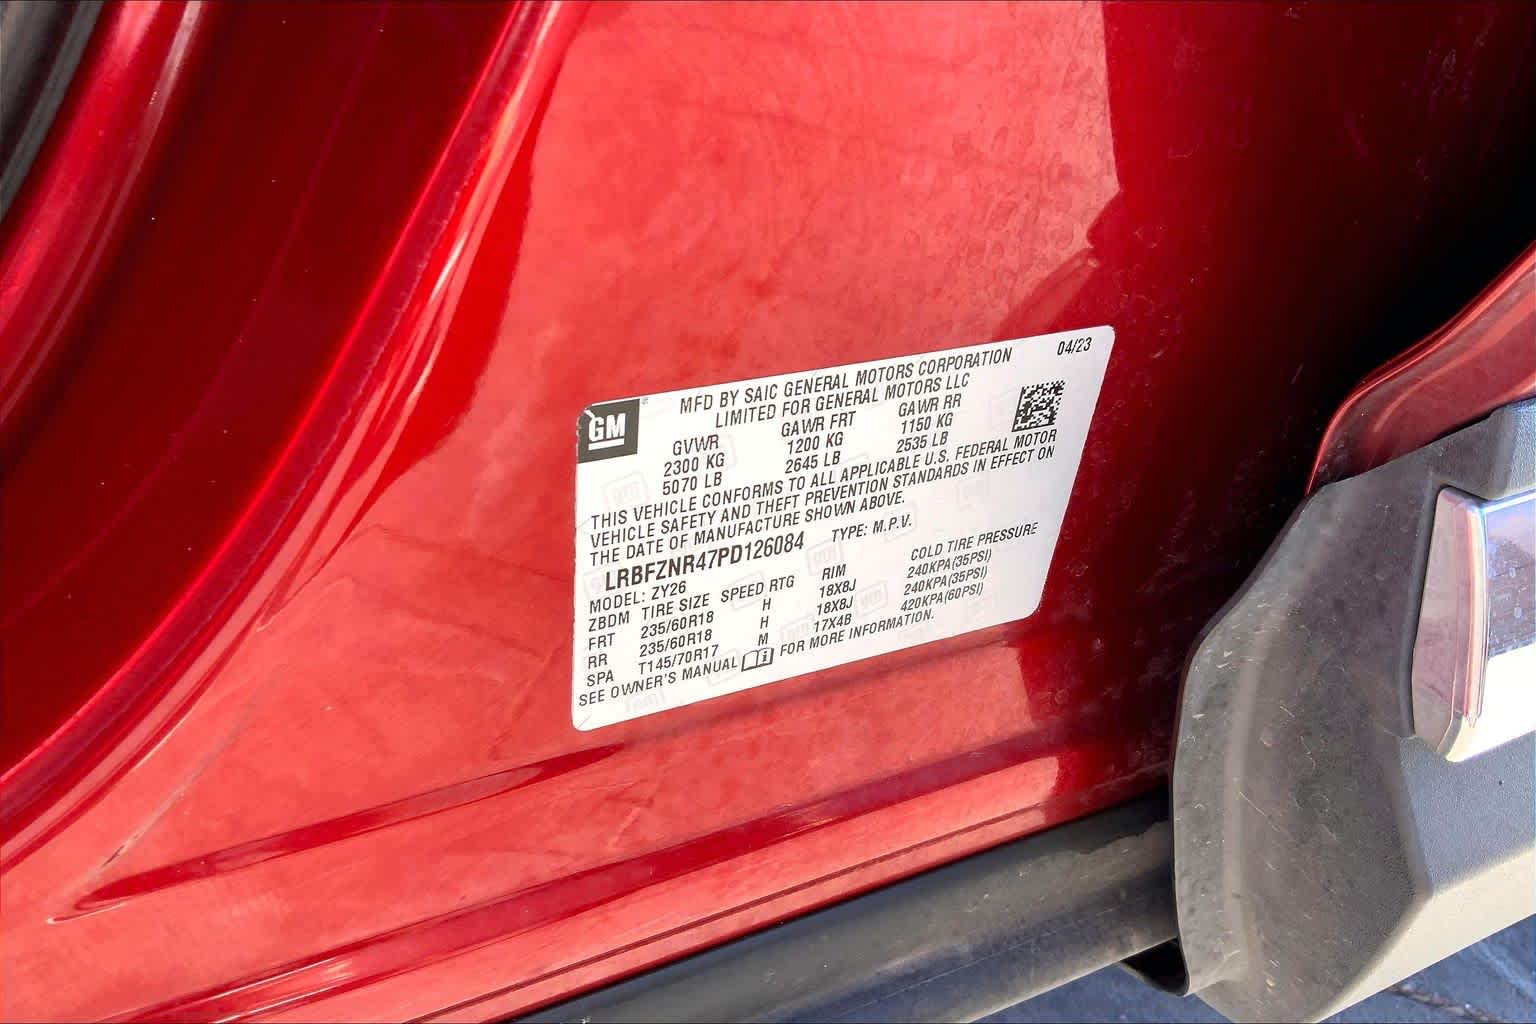 04/23
GM
MFD BY SAIC GENERAL MOTORS CORPORATION
LIMITED FOR GENERAL MOTORS LLC
GVWR GAWR FRT GAWR RR
2300 KG 1200 KG 1150 KG
5070 LB 2645 LB 2535 LB
THIS VEHICLE CONFORMS TO ALL APPLICABLE U.S. FEDERAL MOTOR
VEHICLE SAFETY AND THEFT PREVENTION STANDARDS IN EFFECT ON
THE DATE OF MANUFACTURE SHOWN ABOVE.
LRBFZNR47PD126084 TYPE: M.P.V.
MODEL: ZY26
ZBDM TIRE SIZE SPEED RTG RIM COLD TIRE PRESSURE
FRT 235/60R18 H 18X8J 240KPA(35PSI)
RR 235/60R18 H 18X8J 240KPA(35PSI)
SPA T145/70R17 M 17X4B 420KPA(60PSI)
SEE OWNER'S MANUAL FOR MORE INFORMATION.